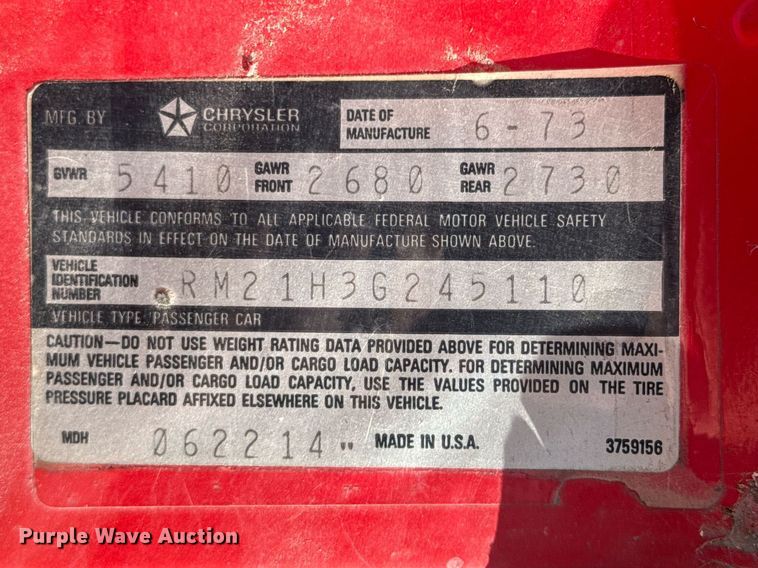 MFG. BY CHRYSLER CORPORATION DATE OF MANUFACTURE 6-73
GVWR 5410 GAWR FRONT 2680 GAWR REAR 2730
THIS VEHICLE CONFORMS TO ALL APPLICABLE FEDERAL MOTOR VEHICLE SAFETY
STANDARDS IN EFFECT ON THE DATE OF MANUFACTURE SHOWN ABOVE.
VEHICLE IDENTIFICATION NUMBER RM21H3G245110
VEHICLE TYPE: PASSENGER CAR
CAUTION—DO NOT USE WEIGHT RATING DATA PROVIDED ABOVE FOR DETERMINING MAXI-
MUM VEHICLE PASSENGER AND/OR CARGO LOAD CAPACITY. FOR DETERMINING MAXIMUM
PASSENGER AND/OR CARGO LOAD CAPACITY, USE THE VALUES PROVIDED ON THE TIRE
PRESSURE PLACARD AFFIXED ELSEWHERE ON THIS VEHICLE.
MDH 062214" MADE IN U.S.A. 3759156
Purple Wave Auction